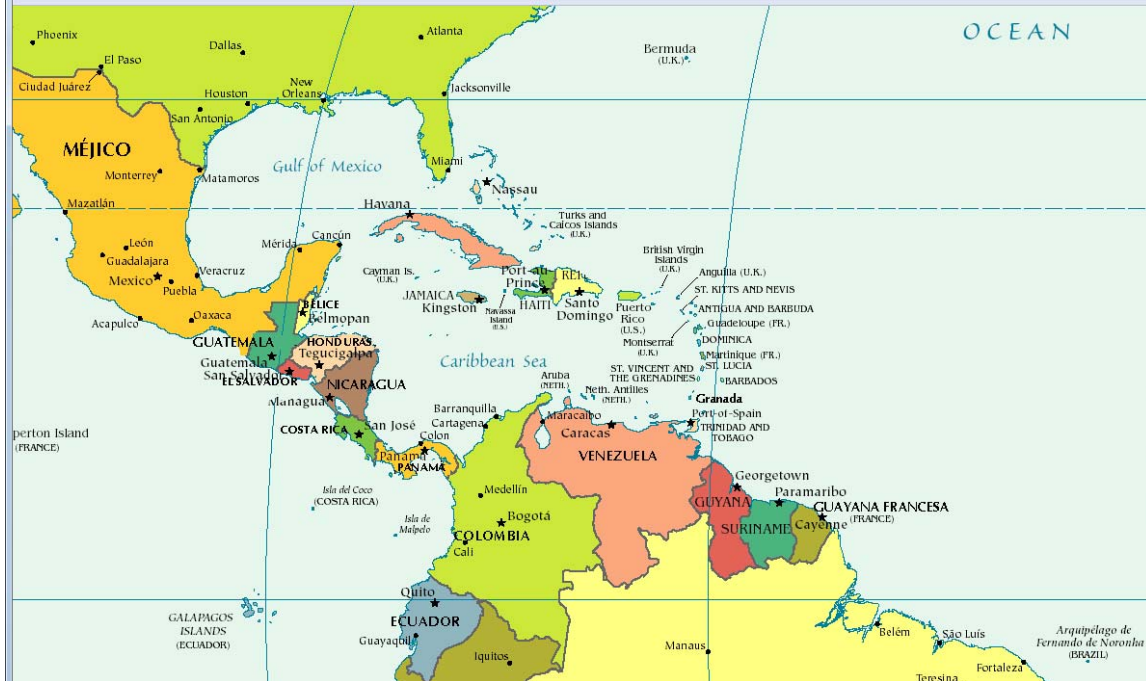 OCEAN
Phoenix
Dallas
Atlanta
Bermuda
(U.K.)
El Paso
Ciudad Juárez
Houston
New
Orleans
Jacksonville
San Antonio
MÉJICO
Gulf of Mexico
Miami
Monterrey
Matamoros
Nassau
Mazatlán
Havana
Turks and
Caicos Islands
(U.K.)
León
Guadalajara
Mérida
Cancún
British Virgin
Islands
(U.K.)
Mexico
Veracruz
Puebla
Cayman Is.
(U.K.)
Port-au
Prince
RE1
Anguilla (U.K.)
ST. KITTS AND NEVIS
Acapulco
Oaxaca
BELICE
Belmopan
JAMAICA
Kingston
Navassa
Island
(U.S.)
HAITI
Santo
Domingo
Puerto
Rico
(U.S.)
ANTIGUA AND BARBUDA
Guadeloupe (FR.)
Montserrat
(U.K.)
DOMINICA
Martinique (FR.)
ST. LUCIA
BARBADOS
GUATEMALA
Guatemala
HONDURAS
Tegucigalpa
San Salvador
EL SALVADOR
NICARAGUA
Managua
Caribbean Sea
Aruba
(NETH.)
Neth. Antilles
(NETH.)
ST. VINCENT AND
THE GRENADINES
Granada
Port-of-Spain
TRINIDAD AND
TOBAGO
perton Island
(FRANCE)
COSTA RICA
San José
Colon
Panama
PANAMA
Barranquilla
Cartagena
Maracaibo
Caracas
VENEZUELA
Isla del Coco
(COSTA RICA)
Isla de
Malpelo
Medellín
Bogotá
COLOMBIA
Cali
Georgetown
GUYANA
Paramaribo
SURINAME
GUAYANA FRANCESA
(FRANCE)
Cayenne
GALAPAGOS
ISLANDS
(ECUADOR)
Quito
ECUADOR
Guayaquil
Iquitos
Manaus
Belém
São Luís
Arquipélago de
Fernando de Noronha
(BRAZIL)
Fortaleza
Teresina